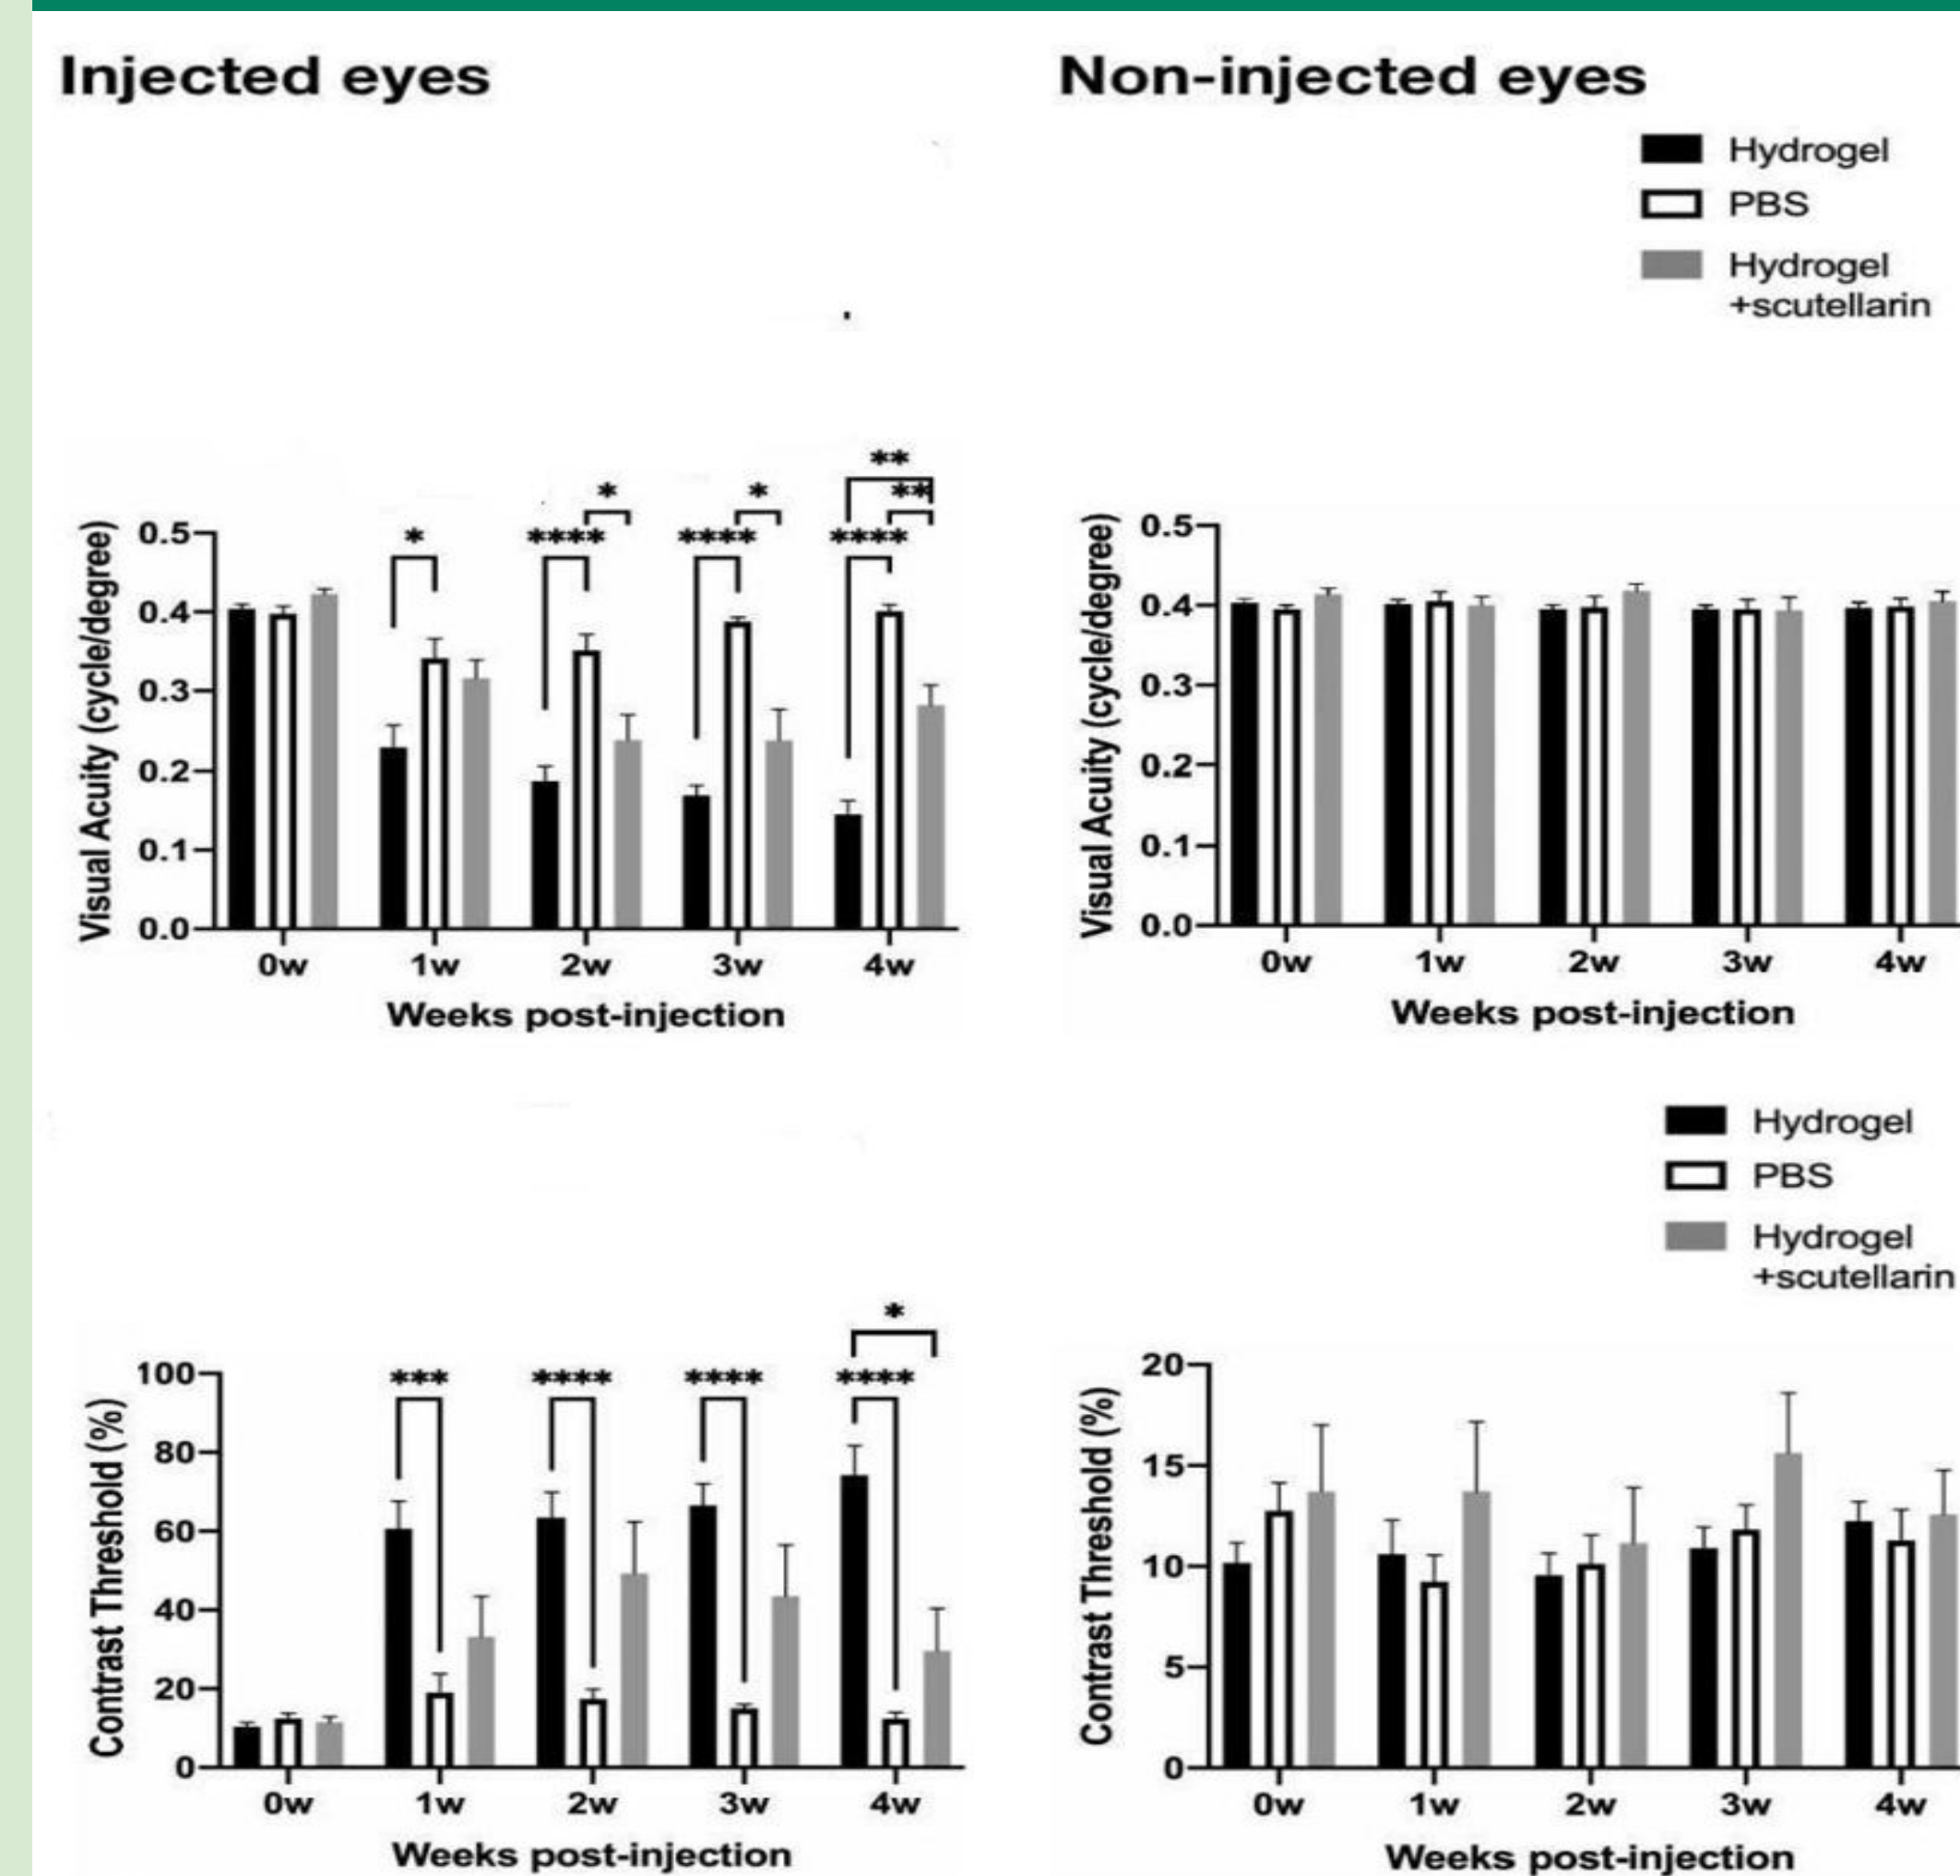 Injected eyes
Non-injected eyes
Hydrogel
PBS
Hydrogel
+scutellarin
Visual Acuity (cycle/degree)
0.5
0.4
0.3
0.2
0.1
0.0
*
****
*
****
*
****
**
**
0w 1w 2w 3w 4w
Weeks post-injection
Visual Acuity (cycle/degree)
0.5
0.4
0.3
0.2
0.1
0.0
0w 1w 2w 3w 4w
Weeks post-injection
Hydrogel
PBS
Hydrogel
+scutellarin
Contrast Threshold (%)
100
80
60
40
20
0
***
****
****
****
*
0w 1w 2w 3w 4w
Weeks post-injection
Contrast Threshold (%)
20
15
10
5
0
0w 1w 2w 3w 4w
Weeks post-injection